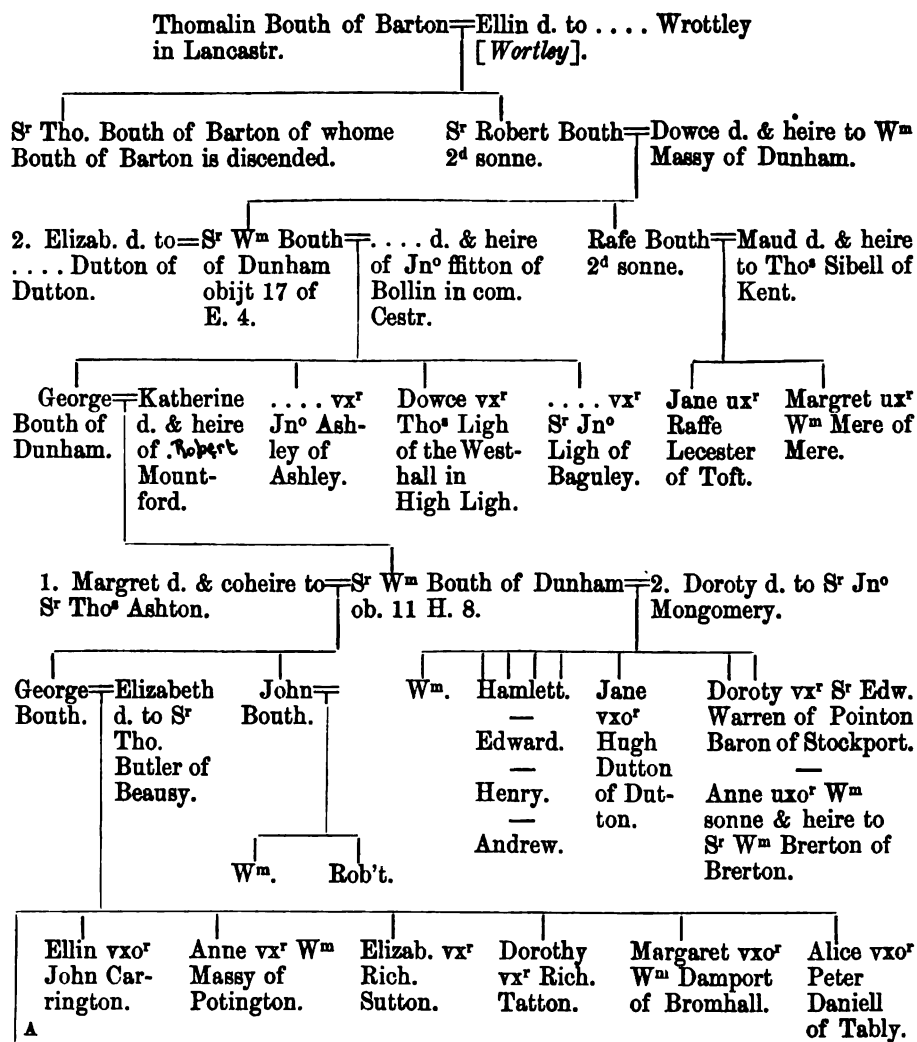 Thomalin Bouth of Barton=Ellin d. to . . . . Wrottley
in Lancastr. [Wortley].
Sʳ Tho. Bouth of Barton of whome
Bouth of Barton is discended.
Sʳ Robert Bouth=Dowce d. & heire to Wᵐ
2ᵈ sonne. Massy of Dunham.
2. Elizab. d. to=Sʳ Wᵐ Bouth=. . . . d. & heire
. . . . Dutton of of Dunham of Jnᵒ ffitton of
Dutton. obijt 17 of Bollin in com.
E. 4. Cestr.
Rafe Bouth=Maud d. & heire
2ᵈ sonne. to Thoˢ Sibell of
Kent.
George=Katherine
Bouth of d. & heire
Dunham. of Robert
Mount-
ford.
. . . . vxʳ
Jnᵒ Ash-
ley of
Ashley.
Dowce vxʳ
Thoˢ Ligh
of the West-
hall in
High Ligh.
. . . . vxʳ
Sʳ Jnᵒ
Ligh of
Baguley.
Jane uxʳ
Raffe
Lecester
of Toft.
Margret uxʳ
Wᵐ Mere of
Mere.
1. Margret d. & coheire to=Sʳ Wᵐ Bouth of Dunham=2. Doroty d. to Sʳ Jnᵒ
Sʳ Thoˢ Ashton. ob. 11 H. 8. Mongomery.
George=Elizabeth
Bouth. d. to Sʳ
Tho.
Butler of
Beausy.
John=
Bouth.
Wᵐ.
Hamlett.
—
Edward.
—
Henry.
—
Andrew.
Jane
vxoʳ
Hugh
Dutton
of Dut-
ton.
Doroty vxʳ Sʳ Edw.
Warren of Pointon
Baron of Stockport.
—
Anne uxoʳ Wᵐ
sonne & heire to
Sʳ Wᵐ Brerton of
Brerton.
Wᵐ. Rob't.
Ellin vxoʳ
John Car-
rington.
Anne vxʳ Wᵐ
Massy of
Potington.
Elizab. vxʳ
Rich.
Sutton.
Dorothy
vxʳ Rich.
Tatton.
Margaret vxoʳ
Wᵐ Damport
of Bromhall.
Alice vxoʳ
Peter
Daniell
of Tably.
A